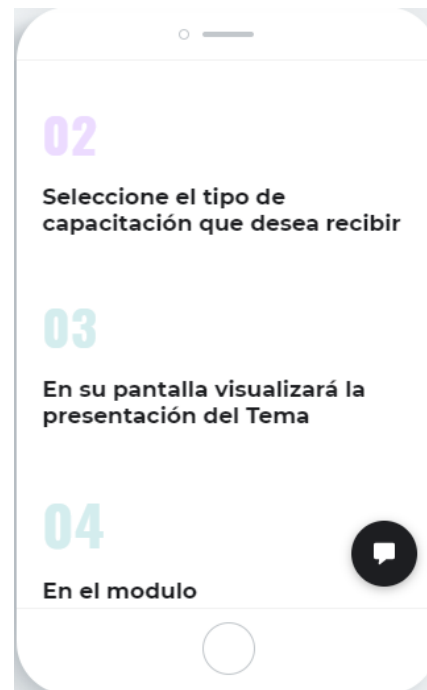 02
Seleccione el tipo de
capacitación que desea recibir
03
En su pantalla visualizará la
presentación del Tema
04
En el modulo